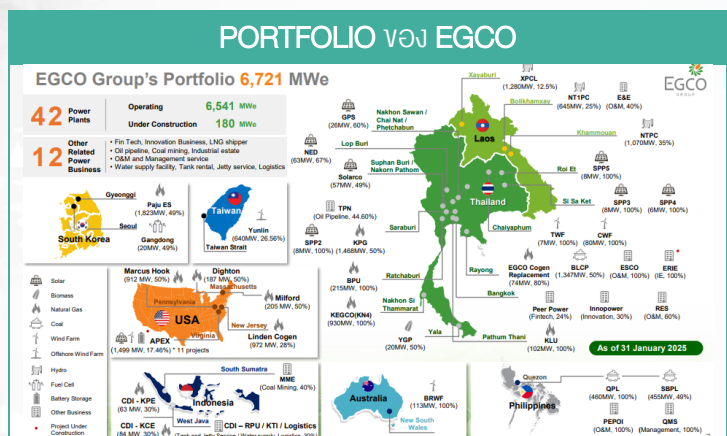 PORTFOLIO ของ EGCO
EGCO Group's Portfolio 6,721 MWe
EGCO
GROUP
42 Power Plants
Operating 6,541 MWe
Under Construction 180 MWe
12 Other Related Power Business
• Fin Tech, Innovation Business, LNG shipper
• Oil pipeline, Coal mining, Industrial estate
• O&M and Management service
• Water supply facility, Tank rental, Jetty service, Logistics
Gyeonggi
Paju ES
(1,823MW, 49%)
Seoul
South Korea
Gangdong
(20MW, 49%)
Taiwan
Yunlin
(640MW, 26.56%)
Taiwan Strait
Marcus Hook
(912 MW, 50%)
Dighton
(187 MW, 50%)
Massachusetts
Milford
(205 MW, 50%)
Pennsylvania
USA
New Jersey
Virginia
Linden Cogen
(972 MW, 28%)
APEX
(1,499 MW, 17.46%) * 11 projects
Solar
Biomass
Natural Gas
Coal
Wind Farm
Offshore Wind Farm
Hydro
Fuel Cell
Battery Storage
Other Business
Project Under
Construction
South Sumatra
MME
(Coal Mining, 40%)
CDI - KPE
(63 MW, 30%)
Indonesia
West Java
CDI - KCE
(84 MW, 30%)
CDI – RPU / KTI / Logistics
Xayaburi
XPCL
(1,280MW, 12.5%)
NT1PC
(645MW, 25%)
E&E
(O&M, 40%)
Bolikhamxay
Laos
Khammouan
NTPC
(1,070MW, 35%)
GPS
(26MW, 60%)
Nakhon Sawan /
Chai Nat /
Phetchabun
NED
(63MW, 67%)
Lop Buri
Solarco
(57MW, 49%)
Suphan Buri /
Nakorn Pathom
TPN
(Oil Pipeline, 44.60%)
SPP2
(8MW, 100%)
KPG
(1,468MW, 50%)
Saraburi
BPU
(215MW, 100%)
Ratchaburi
KEGCO(KN4)
(930MW, 100%)
Nakhon Si
Thammarat
YGP
(20MW, 50%)
Yala
Thailand
Roi Et
SPP5
(8MW, 100%)
Si Sa Ket
SPP3
(8MW, 100%)
SPP4
(6MW, 100%)
Chaiyaphum
TWF
(7MW, 100%)
CWF
(80MW, 100%)
Rayong
EGCO Cogen
Replacement
(74MW, 80%)
BLCP
(1,347MW, 50%)
ESCO
(O&M, 100%)
ERIE
(IE, 100%)
Bangkok
Peer Power
(Fintech, 24%)
Innopower
(Innovation, 30%)
RES
(O&M, 60%)
Pathum Thani
KLU
(102MW, 100%)
As of 31 January 2025
Australia
BRWF
(113MW, 100%)
New South
Wales
Quezon
Philippines
QPL
(460MW, 100%)
SBPL
(455MW, 49%)
PEPOI
(O&M, 100%)
QMS
(Management, 100%)